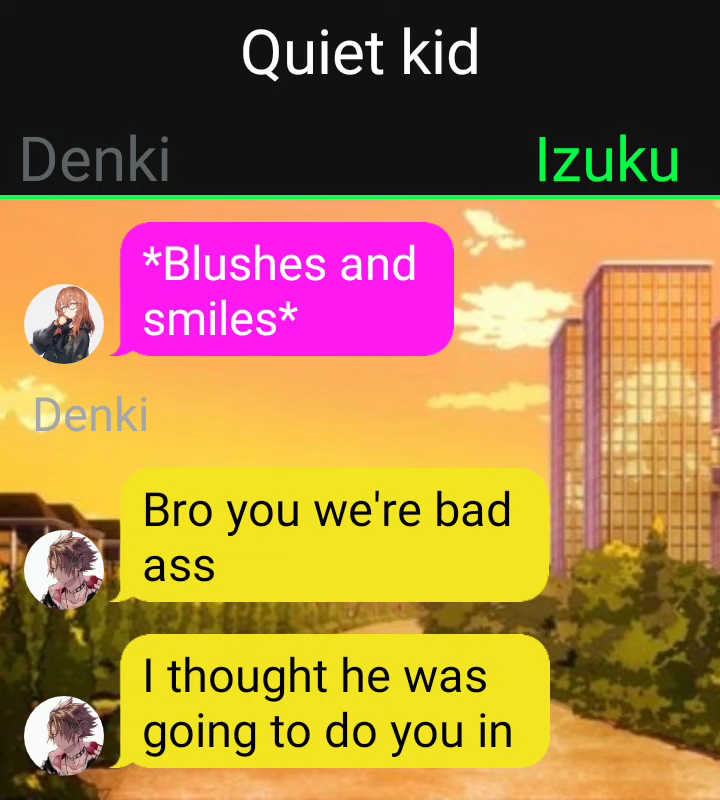 Quiet kid
Denki
Izuku
*Blushes and
smiles*
Denki
Bro you we're bad
ass
I thought he was
going to do you in